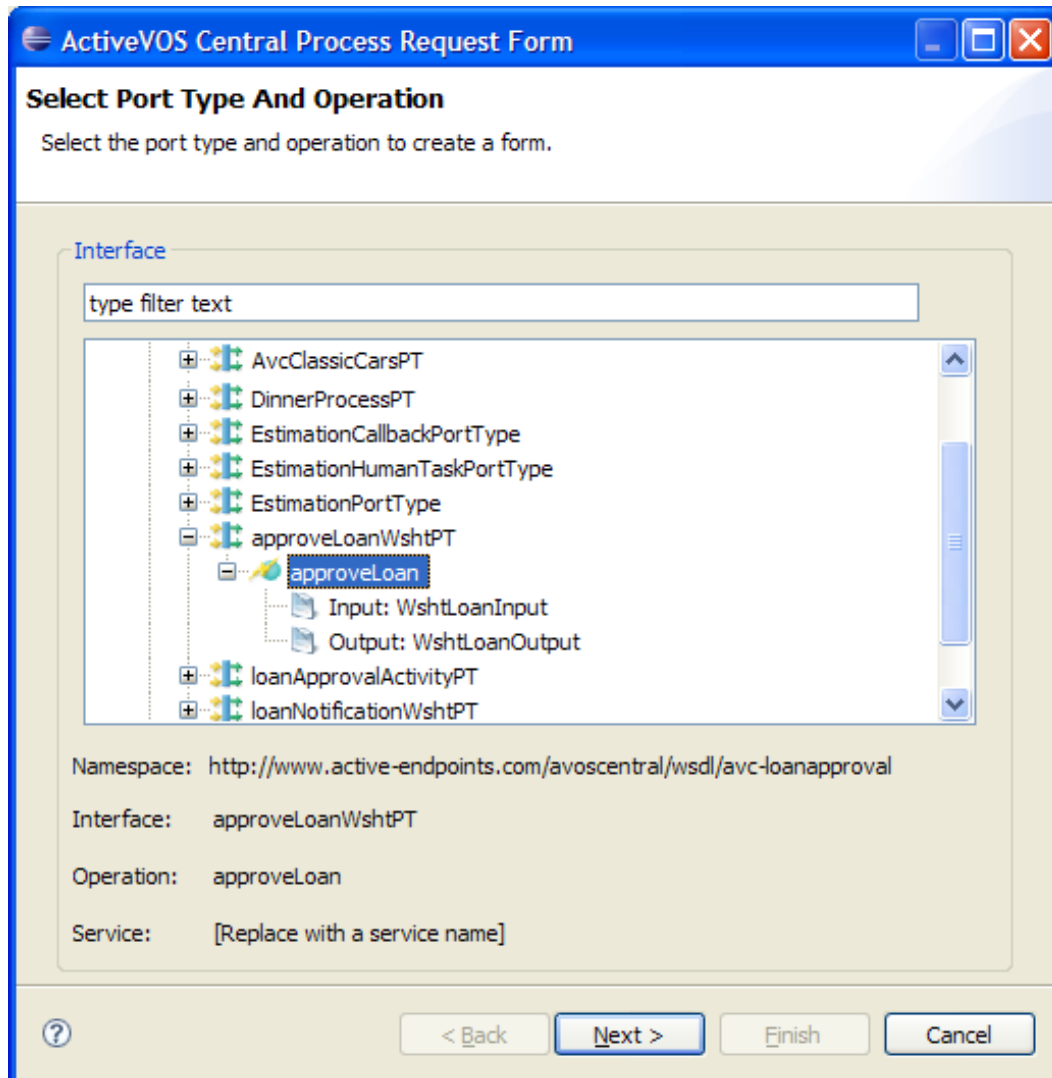 ActiveVOS Central Process Request Form
Select Port Type And Operation
Select the port type and operation to create a form.
Interface
type filter text
AvcClassicCarsPT
DinnerProcessPT
EstimationCallbackPortType
EstimationHumanTaskPortType
EstimationPortType
approveLoanWshtPT
approveLoan
Input: WshtLoanInput
Output: WshtLoanOutput
loanApprovalActivityPT
loanNotificationWshtPT
Namespace: http://www.active-endpoints.com/avoscentral/wsdl/avc-loanapproval
Interface: approveLoanWshtPT
Operation: approveLoan
Service: [Replace with a service name]
? < Back Next > Finish Cancel